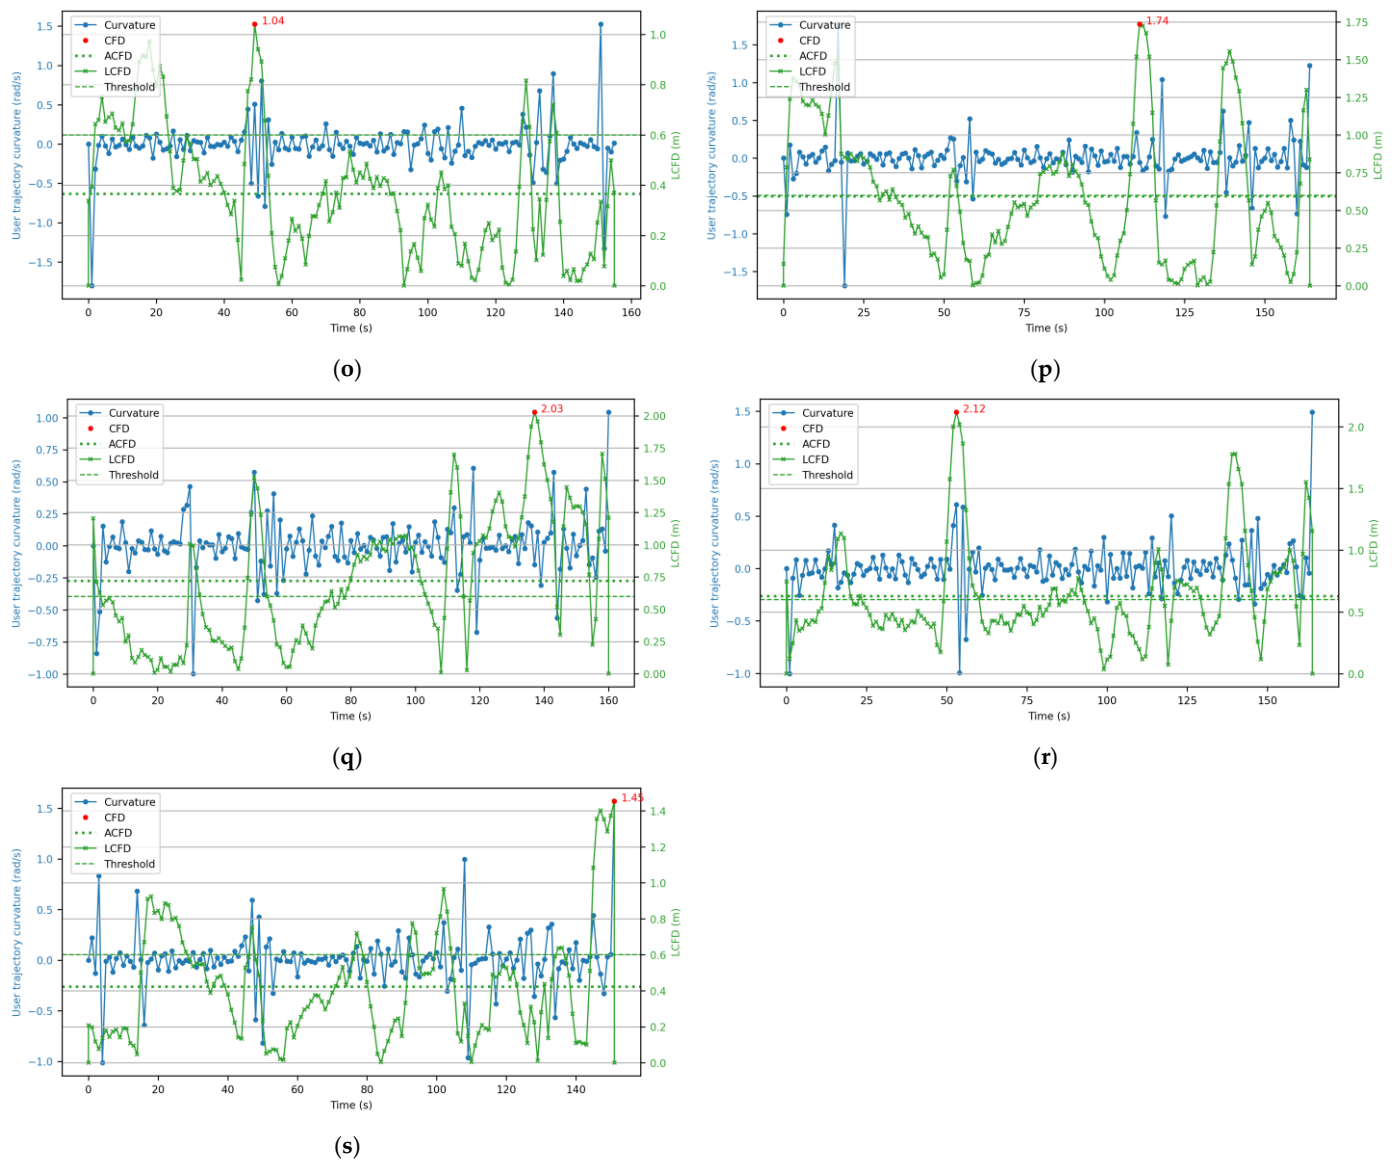 1.5
1.0
0.5
0.0
−0.5
−1.0
−1.5
User trajectory curvature (rad/s)
Curvature
CFD
ACFD
LCFD
Threshold
1.04
1.0
0.8
0.6
0.4
0.2
0.0
LCFD (m)
0 20 40 60 80 100 120 140 160
Time (s)
(o)
1.5
1.0
0.5
0.0
−0.5
−1.0
−1.5
User trajectory curvature (rad/s)
Curvature
CFD
ACFD
LCFD
Threshold
1.74
1.75
1.50
1.25
1.00
0.75
0.50
0.25
0.00
LCFD (m)
0 25 50 75 100 125 150
Time (s)
(p)
1.00
0.75
0.50
0.25
0.00
−0.25
−0.50
−0.75
−1.00
User trajectory curvature (rad/s)
Curvature
CFD
ACFD
LCFD
Threshold
2.03
2.00
1.75
1.50
1.25
1.00
0.75
0.50
0.25
0.00
LCFD (m)
0 20 40 60 80 100 120 140 160
Time (s)
(q)
1.5
1.0
0.5
0.0
−0.5
−1.0
User trajectory curvature (rad/s)
Curvature
CFD
ACFD
LCFD
Threshold
2.12
2.0
1.5
1.0
0.5
0.0
LCFD (m)
0 25 50 75 100 125 150
Time (s)
(r)
1.5
1.0
0.5
0.0
−0.5
−1.0
User trajectory curvature (rad/s)
Curvature
CFD
ACFD
LCFD
Threshold
1.45
1.4
1.2
1.0
0.8
0.6
0.4
0.2
0.0
LCFD (m)
0 20 40 60 80 100 120 140
Time (s)
(s)